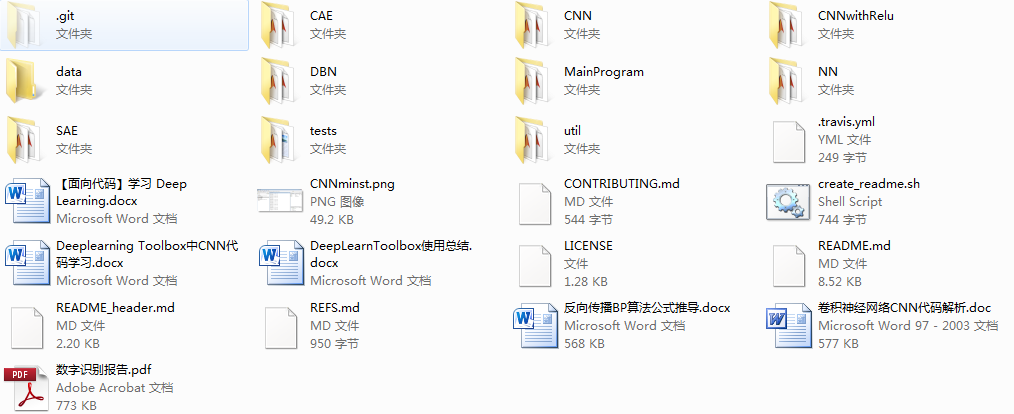 .git
文件夹
CAE
文件夹
CNN
文件夹
CNNwithRelu
文件夹
data
文件夹
DBN
文件夹
MainProgram
文件夹
NN
文件夹
SAE
文件夹
tests
文件夹
util
文件夹
.travis.yml
YML 文件
249 字节
【面向代码】学习 Deep
Learning.docx
Microsoft Word 文档
CNNminst.png
PNG 图像
49.2 KB
CONTRIBUTING.md
MD 文件
544 字节
create_readme.sh
Shell Script
744 字节
Deeplearning Toolbox中CNN代
码学习.docx
Microsoft Word 文档
DeepLearnToolbox使用总结.
docx
Microsoft Word 文档
LICENSE
文件
1.28 KB
README.md
MD 文件
8.52 KB
README_header.md
MD 文件
2.20 KB
REFS.md
MD 文件
950 字节
反向传播BP算法公式推导.docx
Microsoft Word 文档
568 KB
卷积神经网络CNN代码解析.doc
Microsoft Word 97 - 2003 文档
577 KB
PDF
数字识别报告.pdf
Adobe Acrobat 文档
773 KB